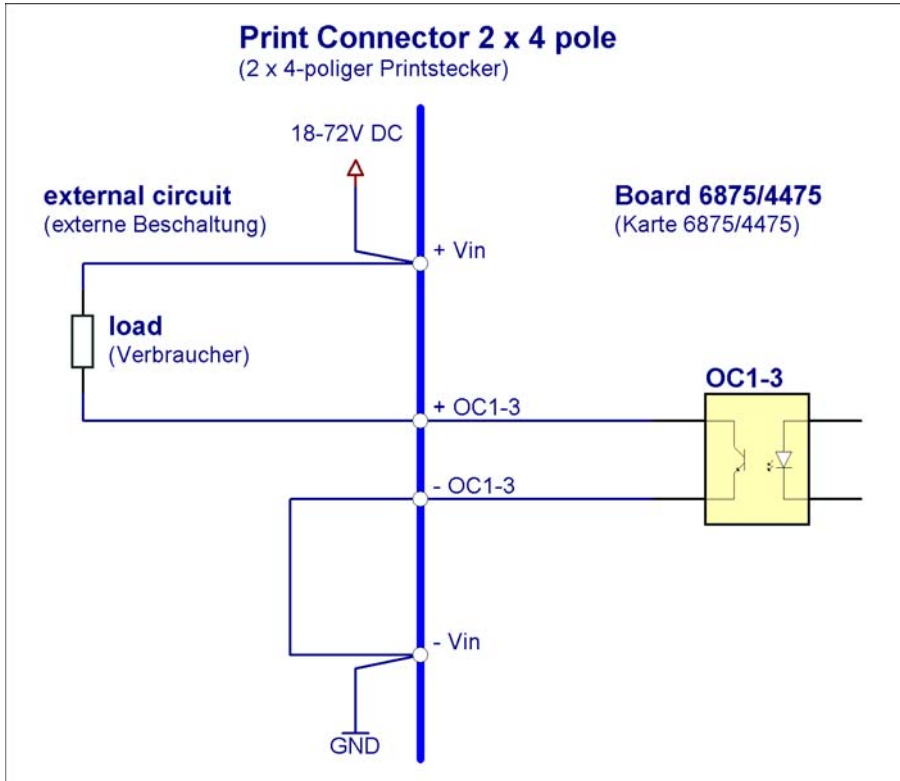 Print Connector 2 x 4 pole
(2 x 4-poliger Printstecker)
18-72V DC
external circuit
(externe Beschaltung)
Board 6875/4475
(Karte 6875/4475)
+ Vin
load
(Verbraucher)
OC1-3
+ OC1-3
- OC1-3
- Vin
GND